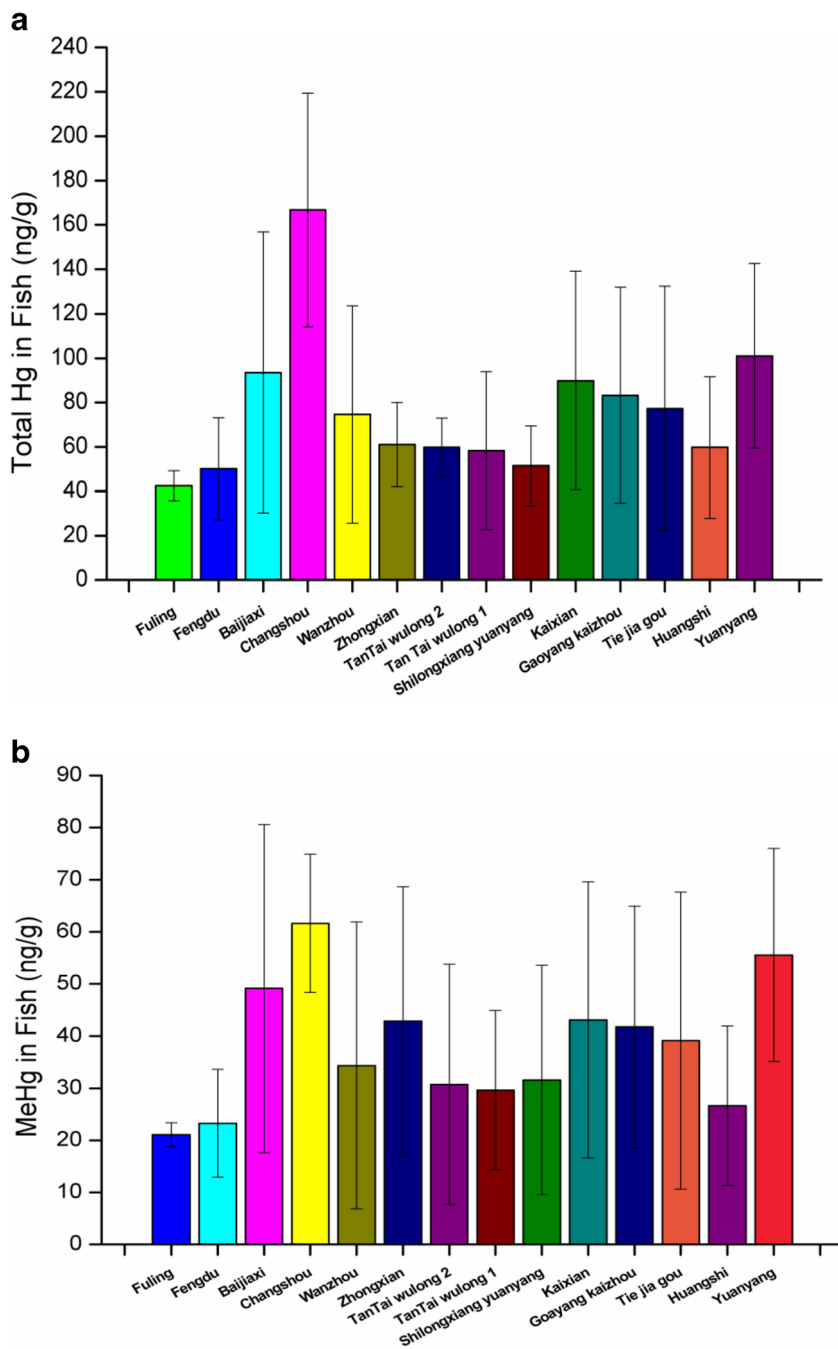 a
Total Hg in Fish (ng/g)
240
220
200
180
160
140
120
100
80
60
40
20
0
Fuling
Fengdu
Baijiaxi
Changshou
Wanzhou
Zhongxian
TanTai wulong 2
Tan Tai wulong 1
Shilongxiang yuanyang
Kaixian
Gaoyang kaizhou
Tie jia gou
Huangshi
Yuanyang
b
MeHg in Fish (ng/g)
90
80
70
60
50
40
30
20
10
0
Fuling
Fengdu
Baijiaxi
Changshou
Wanzhou
Zhongxian
TanTai wulong 2
TanTai wulong 1
Shilongxiang yuanyang
Kaixian
Goayang kaizhou
Tie jia gou
Huangshi
Yuanyang